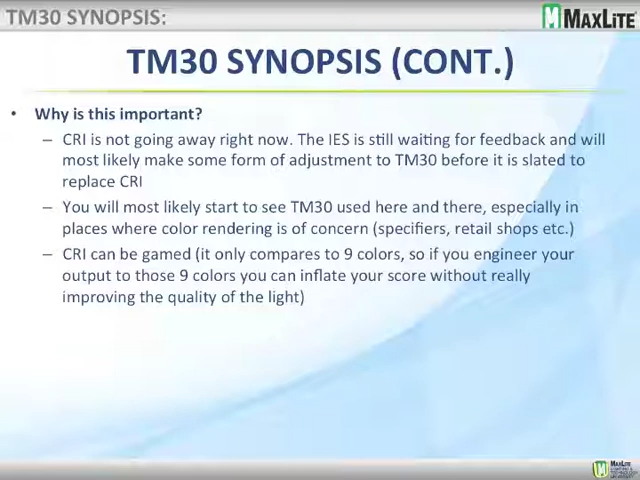 TM30 SYNOPSIS:
MAXLITE
TM30 SYNOPSIS (CONT.)
• Why is this important?
– CRI is not going away right now. The IES is still waiting for feedback and will
most likely make some form of adjustment to TM30 before it is slated to
replace CRI
– You will most likely start to see TM30 used here and there, especially in
places where color rendering is of concern (specifiers, retail shops etc.)
– CRI can be gamed (it only compares to 9 colors, so if you engineer your
output to those 9 colors you can inflate your score without really
improving the quality of the light)
MAXLITE